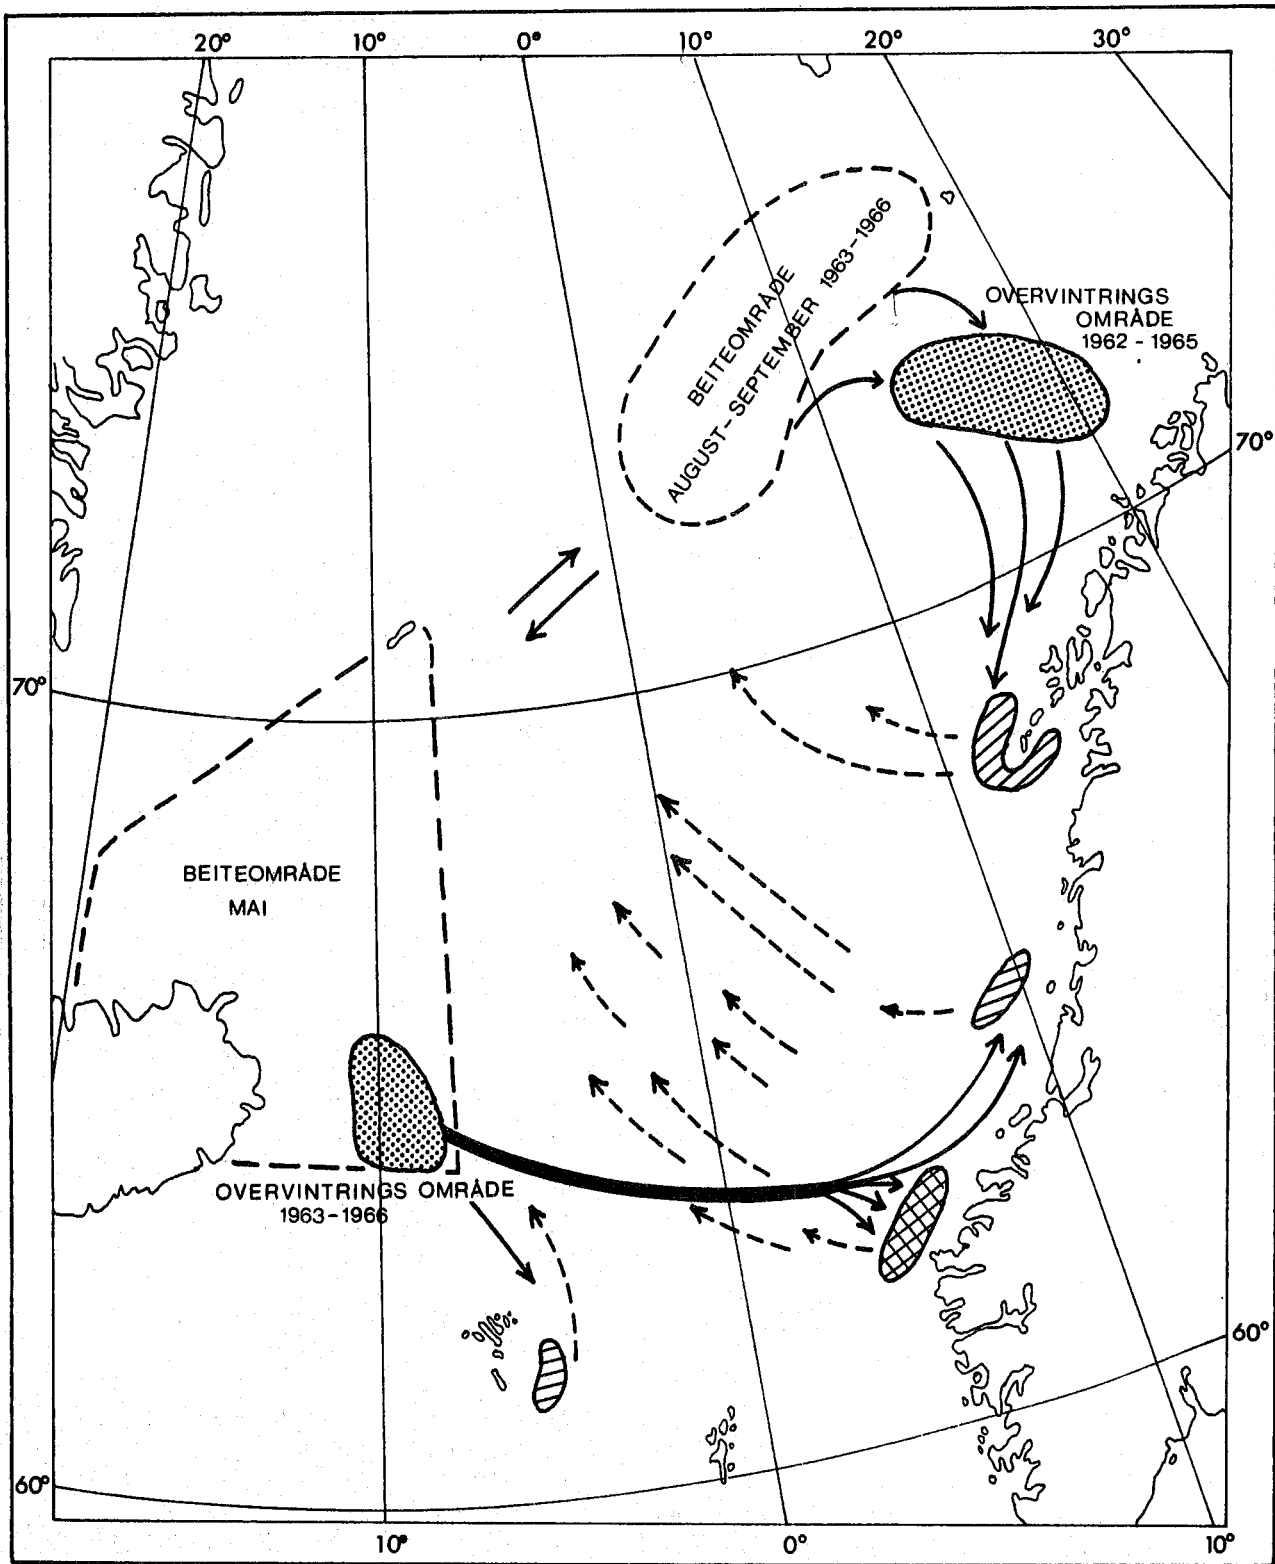 20° 10° 0° 10° 20° 30°
BEITEOMRÅDE
AUGUST - SEPTEMBER 1963 - 1966
OVERVINTRINGS
OMRÅDE
1962 - 1965
70°
70°
BEITEOMRÅDE
MAI
OVERVINTRINGS OMRÅDE
1963 - 1966
60°
60°
10° 0° 10°